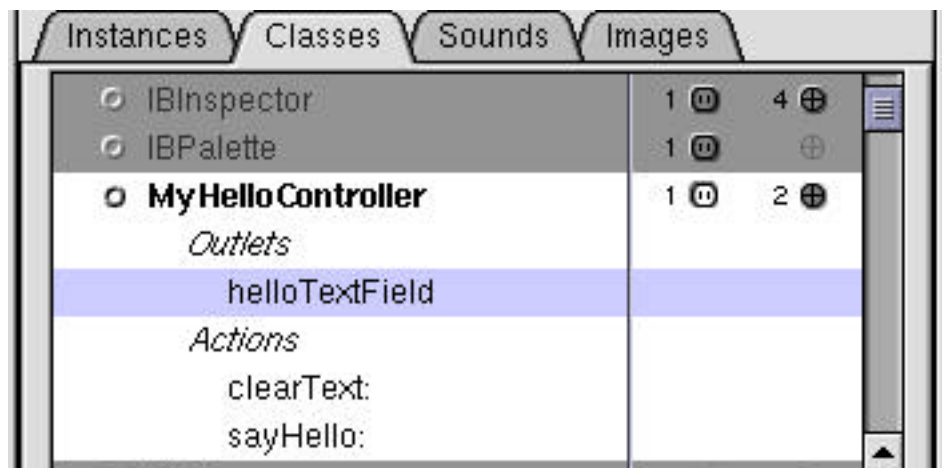 Instances Classes Sounds Images
IBInspector 1 4
IBPalette 1
MyHelloController 1 2
Outlets
helloTextField
Actions
clearText:
sayHello: